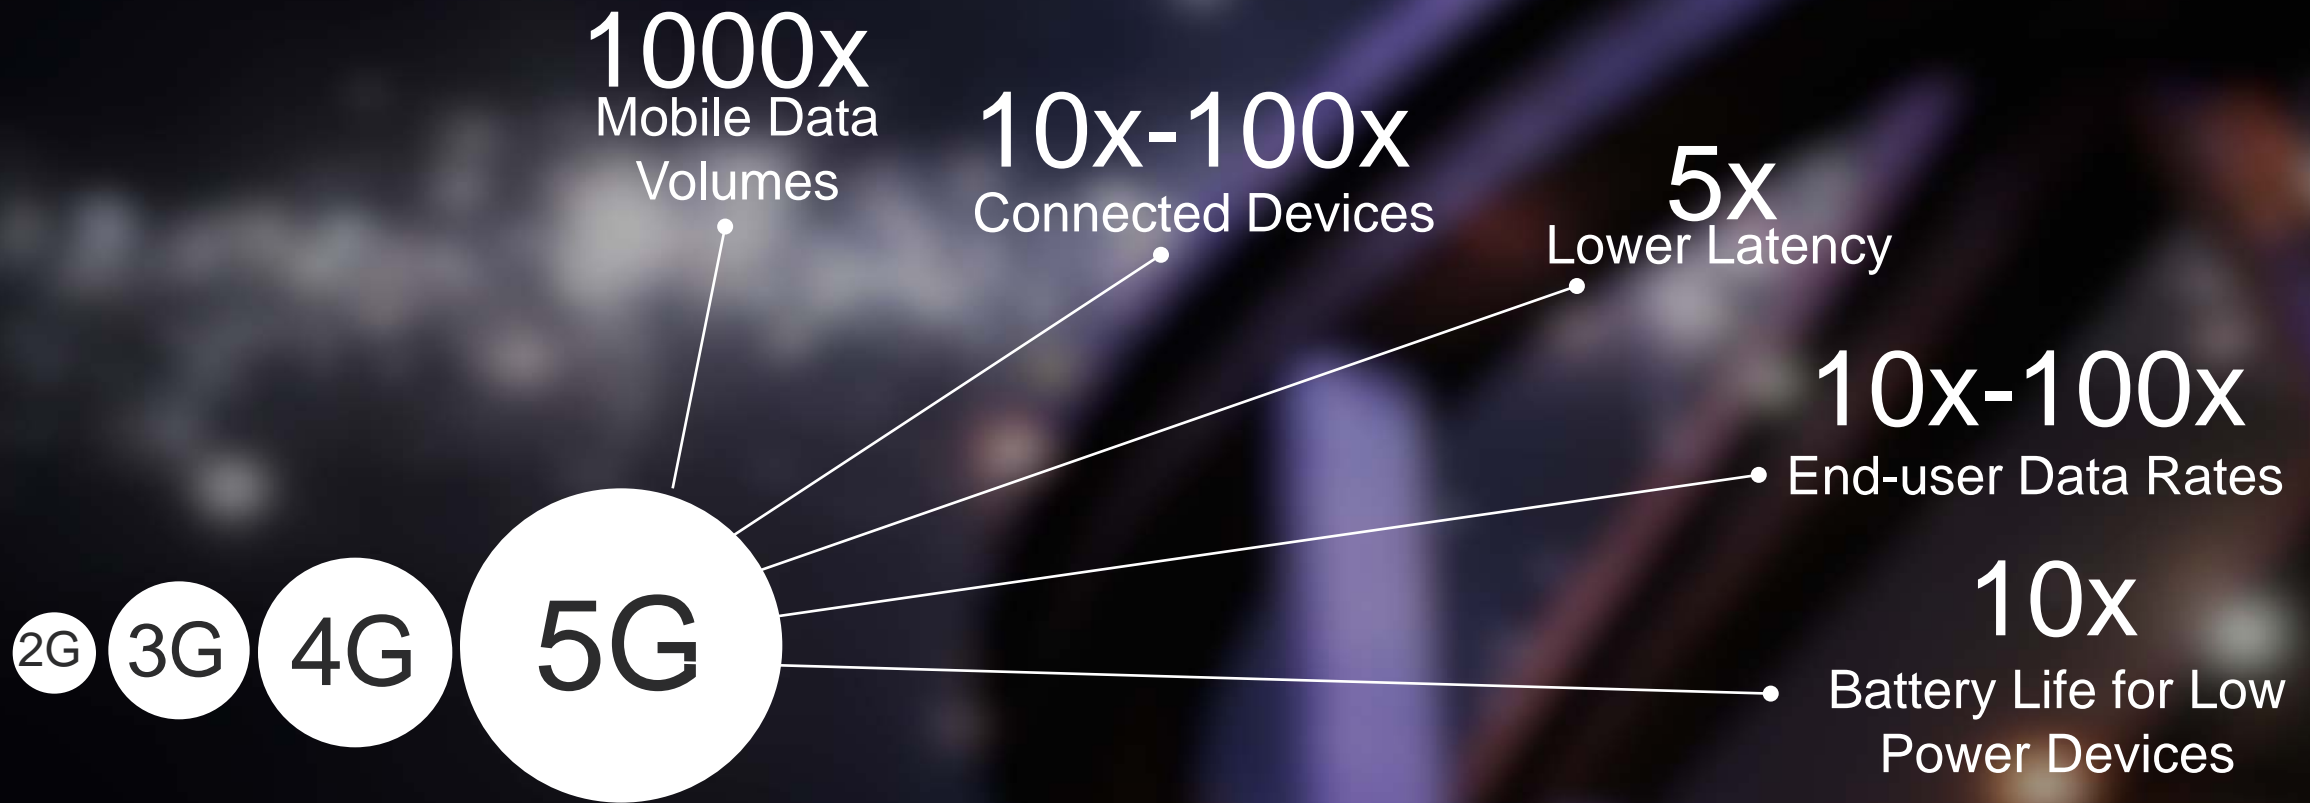 1000x
Mobile Data
Volumes
10x-100x
Connected Devices
5x
Lower Latency
10x-100x
End-user Data Rates
10x
Battery Life for Low
Power Devices
2G
3G
4G
5G